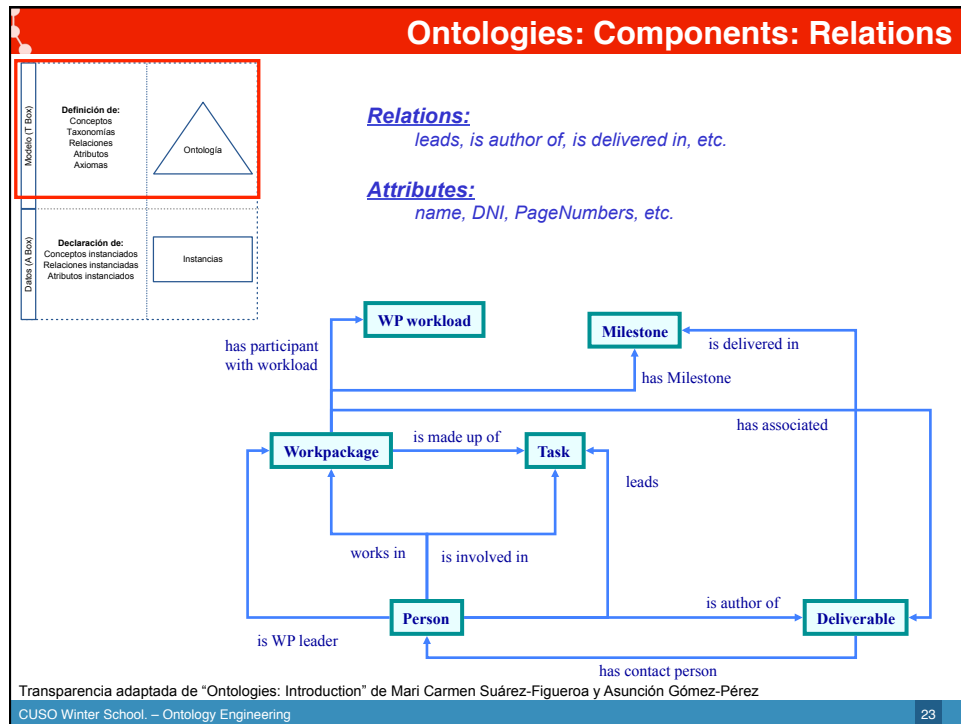 Ontologies: Components: Relations
Modelo (T Box)
Definición de:
Conceptos
Taxonomías
Relaciones
Atributos
Axiomas
Ontología
Datos (A Box)
Declaración de:
Conceptos instanciados
Relaciones instanciadas
Atributos instanciados
Instancias
Relations:
leads, is author of, is delivered in, etc.
Attributes:
name, DNI, PageNumbers, etc.
WP workload
Milestone
has participant
with workload
is delivered in
has Milestone
has associated
is made up of
Workpackage
Task
leads
works in
is involved in
is author of
Person
Deliverable
is WP leader
has contact person
Transparencia adaptada de “Ontologies: Introduction” de Mari Carmen Suárez-Figueroa y Asunción Gómez-Pérez
CUSO Winter School. – Ontology Engineering
23